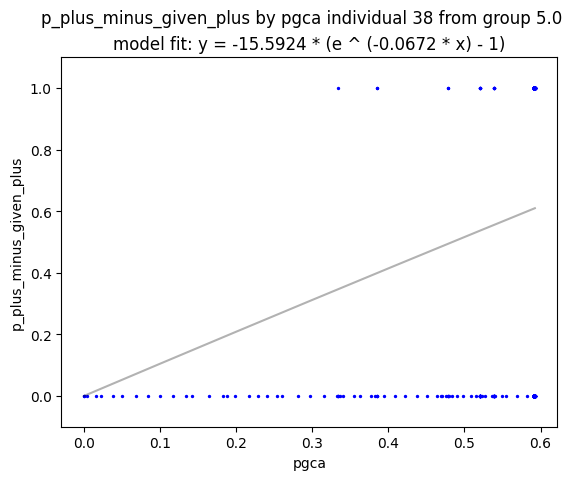 p_plus_minus_given_plus by pgca individual 38 from group 5.0
model fit: y = -15.5924 * (e ^ (-0.0672 * x) - 1)
1.0
0.8
0.6
0.4
0.2
0.0
p_plus_minus_given_plus
0.0 0.1 0.2 0.3 0.4 0.5 0.6
pgca